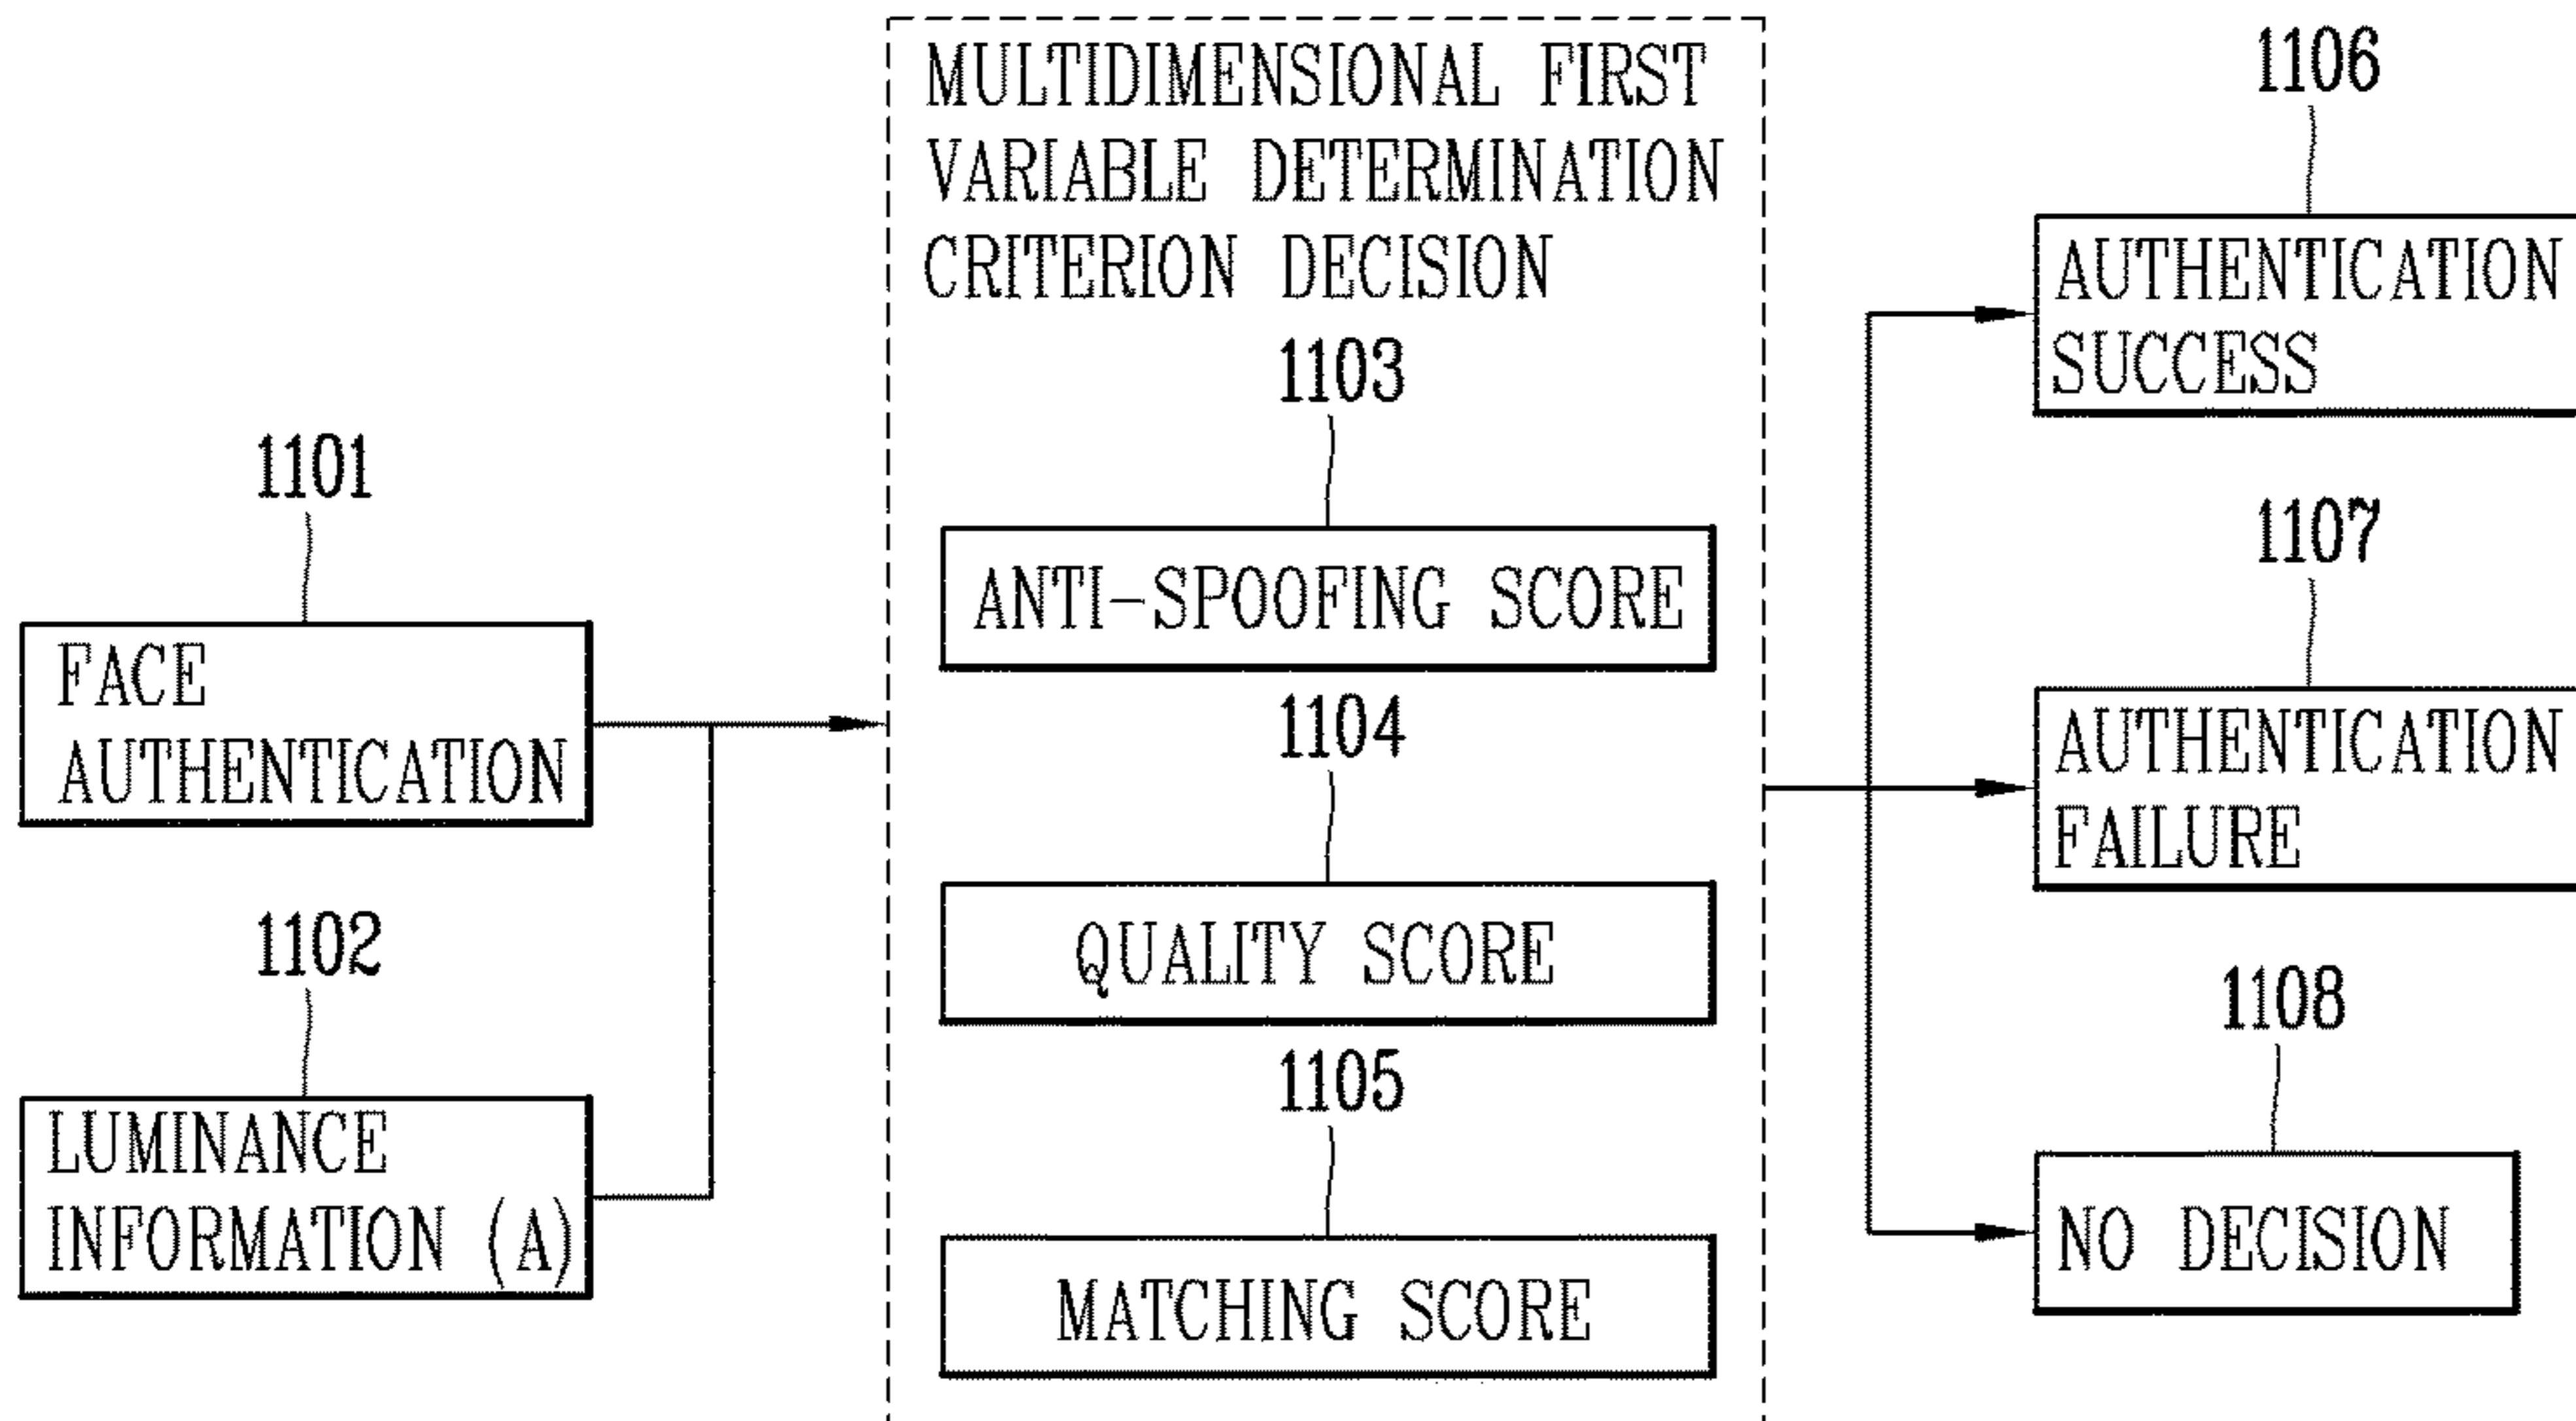 1101
FACE
AUTHENTICATION
1102
LUMINANCE
INFORMATION (A)
MULTIDIMENSIONAL FIRST
VARIABLE DETERMINATION
CRITERION DECISION
1103
ANTI-SPOOFING SCORE
1104
QUALITY SCORE
1105
MATCHING SCORE
1106
AUTHENTICATION
SUCCESS
1107
AUTHENTICATION
FAILURE
1108
NO DECISION